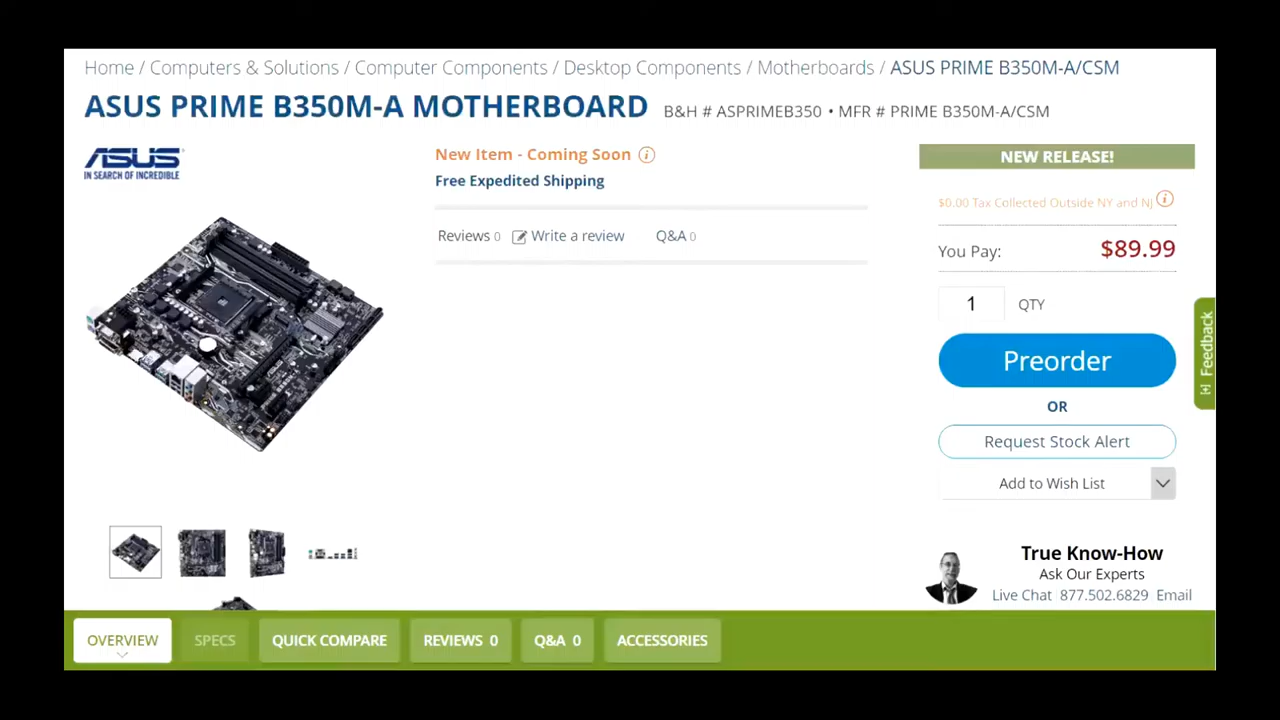 Home / Computers & Solutions / Computer Components / Desktop Components / Motherboards / ASUS PRIME B350M-A/CSM
ASUS PRIME B350M-A MOTHERBOARD B&H # ASPRIMEB350 • MFR # PRIME B350M-A/CSM
ASUS
IN SEARCH OF INCREDIBLE
New Item - Coming Soon
Free Expedited Shipping
Reviews 0 Write a review Q&A 0
NEW RELEASE!
$0.00 Tax Collected Outside NY and NJ
You Pay: $89.99
1 QTY
Preorder
OR
Request Stock Alert
Add to Wish List
[+] Feedback
True Know-How
Ask Our Experts
Live Chat 877.502.6829 Email
OVERVIEW SPECS QUICK COMPARE REVIEWS 0 Q&A 0 ACCESSORIES